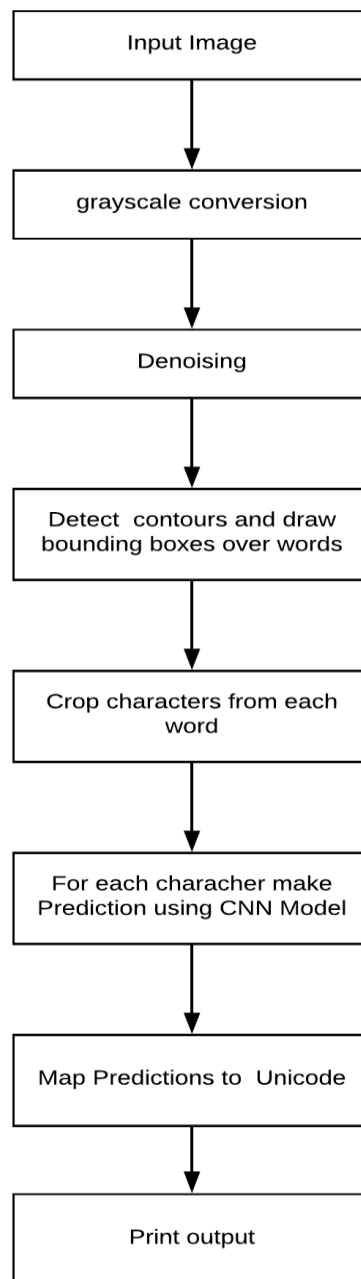 Input Image
grayscale conversion
Denoising
Detect  contours and draw
bounding boxes over words
Crop characters from each
word
For each characher make
Prediction using CNN Model
Map Predictions to  Unicode
Print output